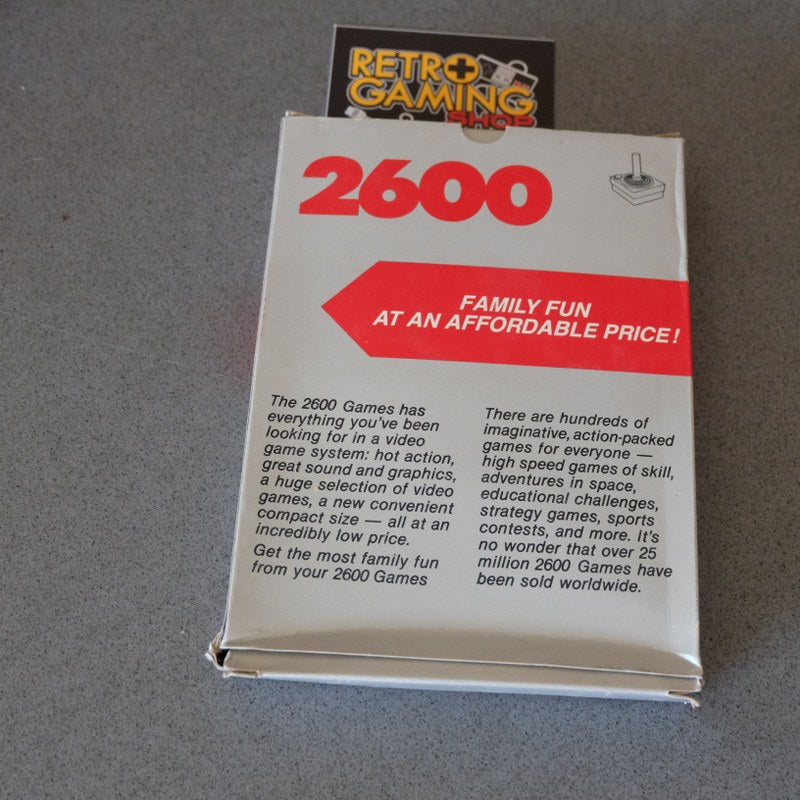 RETRO
GAMING
SHOP
2600
FAMILY FUN
AT AN AFFORDABLE PRICE!
The 2600 Games has
everything you've been
looking for in a video
game system: hot action,
great sound and graphics,
a huge selection of video
games, a new convenient
compact size — all at an
incredibly low price.
Get the most family fun
from your 2600 Games
There are hundreds of
imaginative, action-packed
games for everyone —
high speed games of skill,
adventures in space,
educational challenges,
strategy games, sports
contests, and more. It's
no wonder that over 25
million 2600 Games have
been sold worldwide.